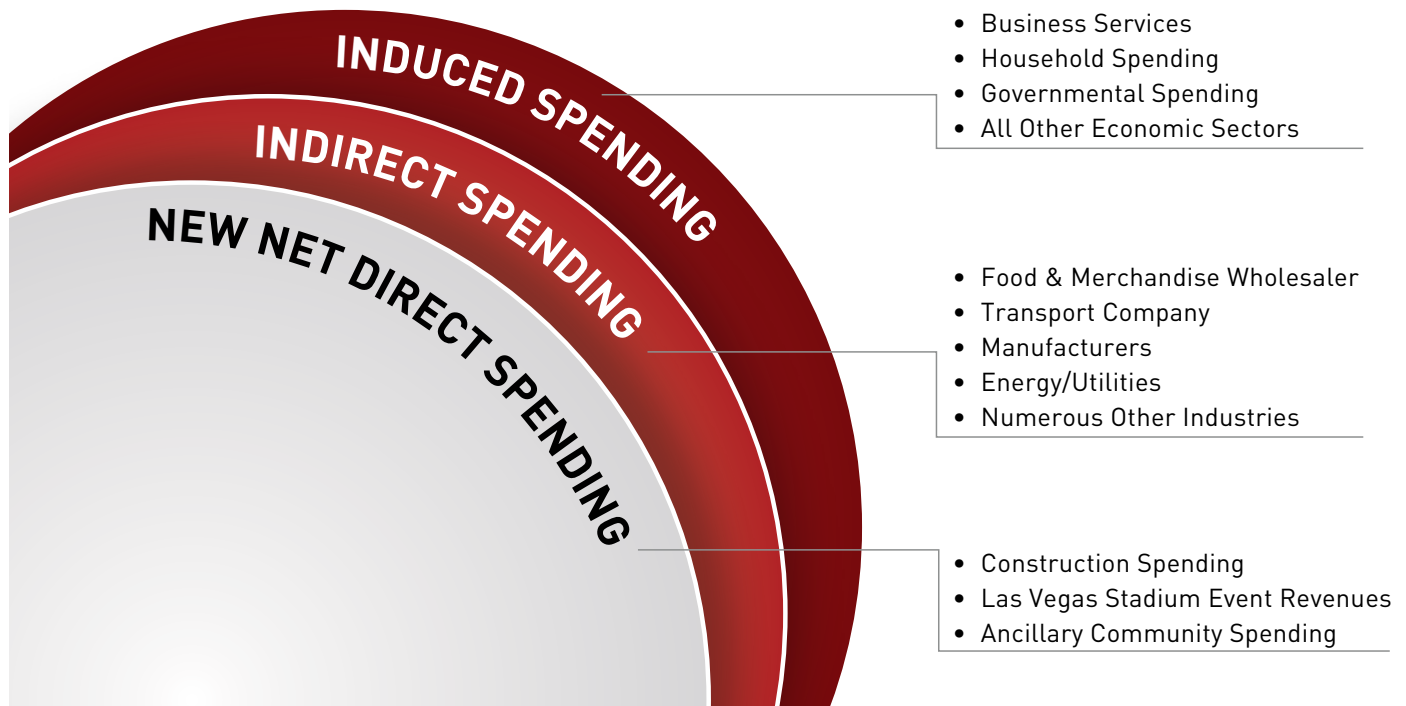 INDUCED SPENDING
• Business Services
• Household Spending
• Governmental Spending
• All Other Economic Sectors
INDIRECT SPENDING
• Food & Merchandise Wholesaler
• Transport Company
• Manufacturers
• Energy/Utilities
• Numerous Other Industries
NEW NET DIRECT SPENDING
• Construction Spending
• Las Vegas Stadium Event Revenues
• Ancillary Community Spending